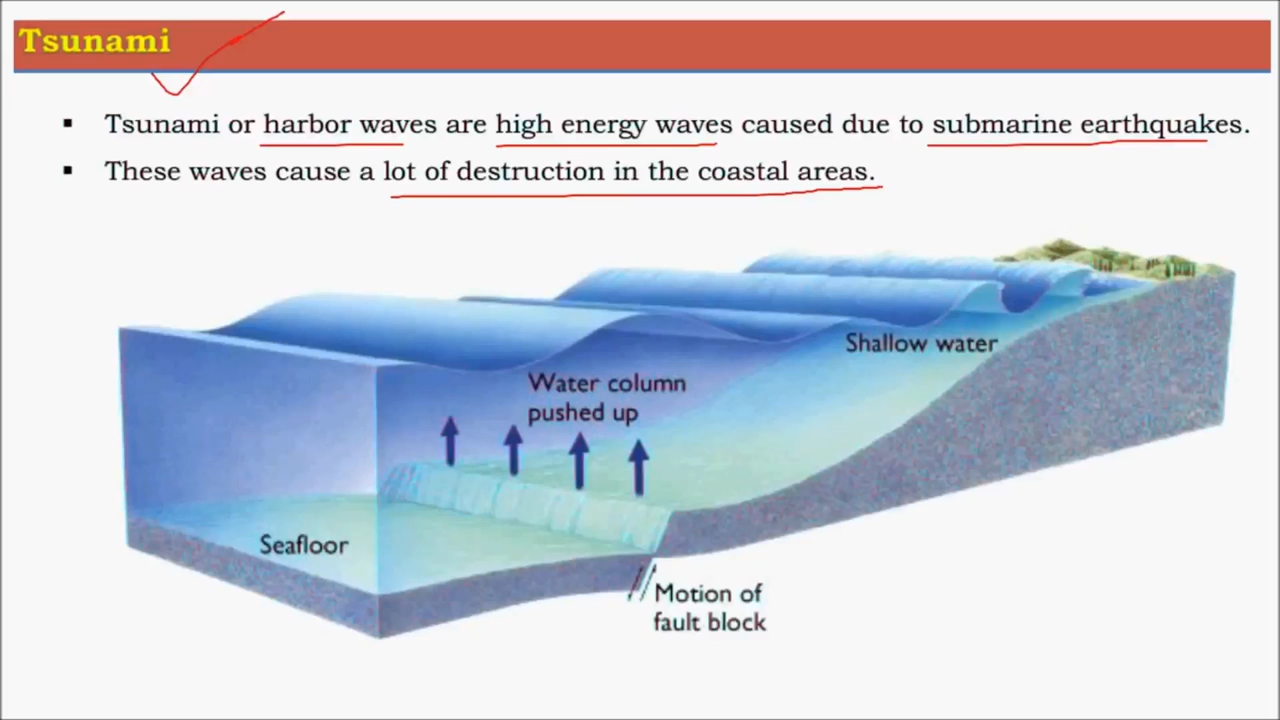 Tsunami
▪ Tsunami or harbor waves are high energy waves caused due to submarine earthquakes.
▪ These waves cause a lot of destruction in the coastal areas.
Shallow water
Water column
pushed up
Seafloor
Motion of
fault block